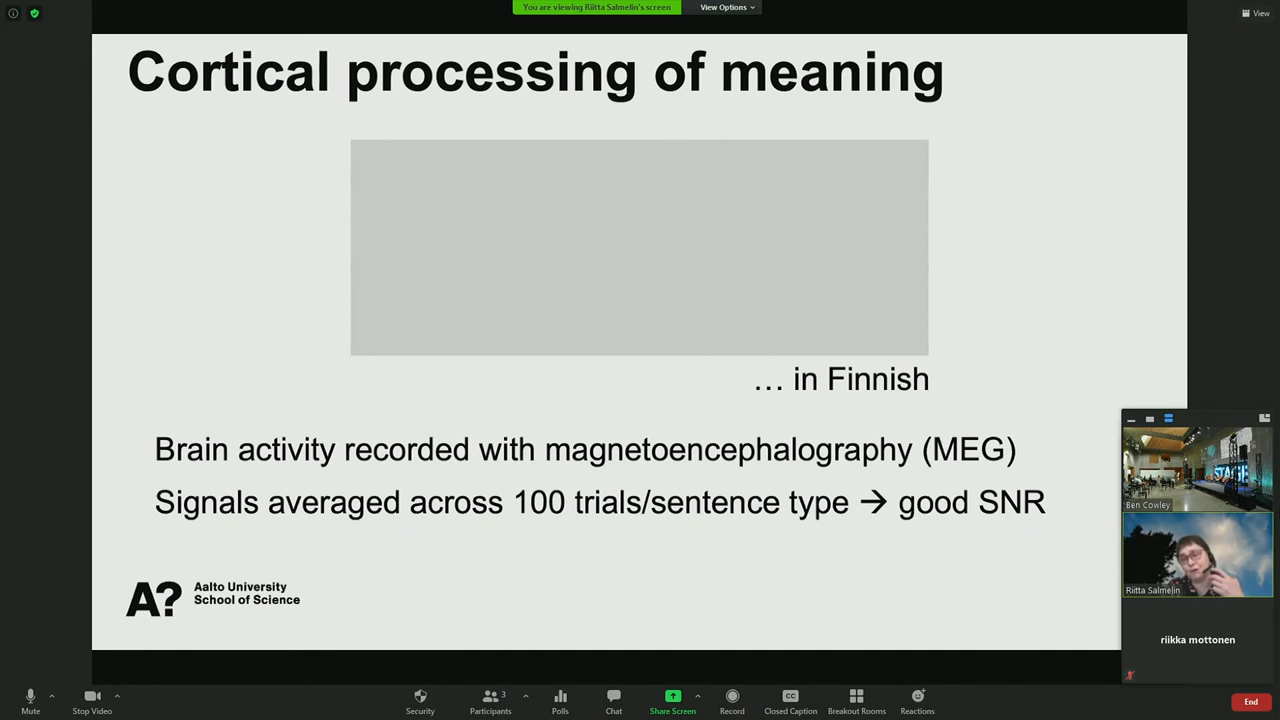 You are viewing Riitta Salmelin's screen
View Options
View
Cortical processing of meaning
… in Finnish
Brain activity recorded with magnetoencephalography (MEG)
Signals averaged across 100 trials/sentence type → good SNR
A?
Aalto University
School of Science
Ben Cowley
Riitta Salmelin
riikka mottonen
Mute
Stop Video
Security
3
Participants
Polls
Chat
Share Screen
Record
CC
Closed Caption
Breakout Rooms
Reactions
End